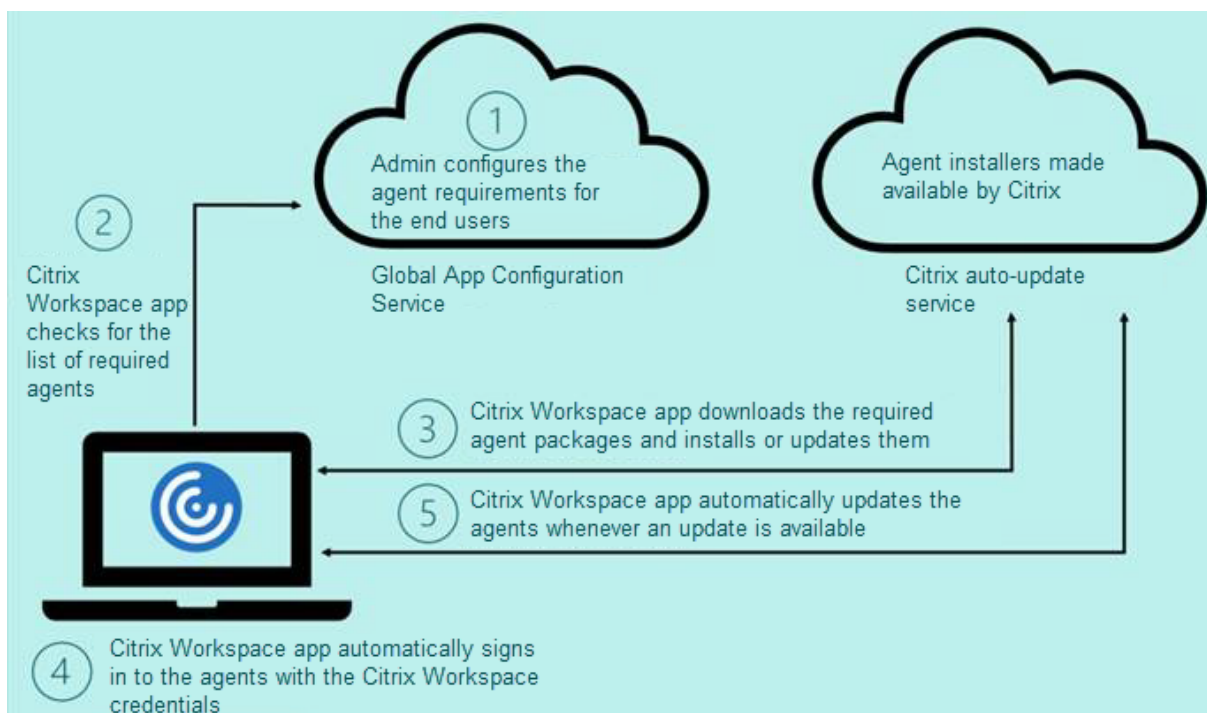 1
Admin configures the
agent requirements for
the end users
Global App Configuration
Service
Agent installers made
available by Citrix
Citrix auto-update
service
2
Citrix
Workspace app
checks for the
list of required
agents
3
Citrix Workspace app downloads the required
agent packages and installs or updates them
5
Citrix Workspace app automatically updates the
agents whenever an update is available
4
Citrix Workspace app automatically signs
in to the agents with the Citrix Workspace
credentials